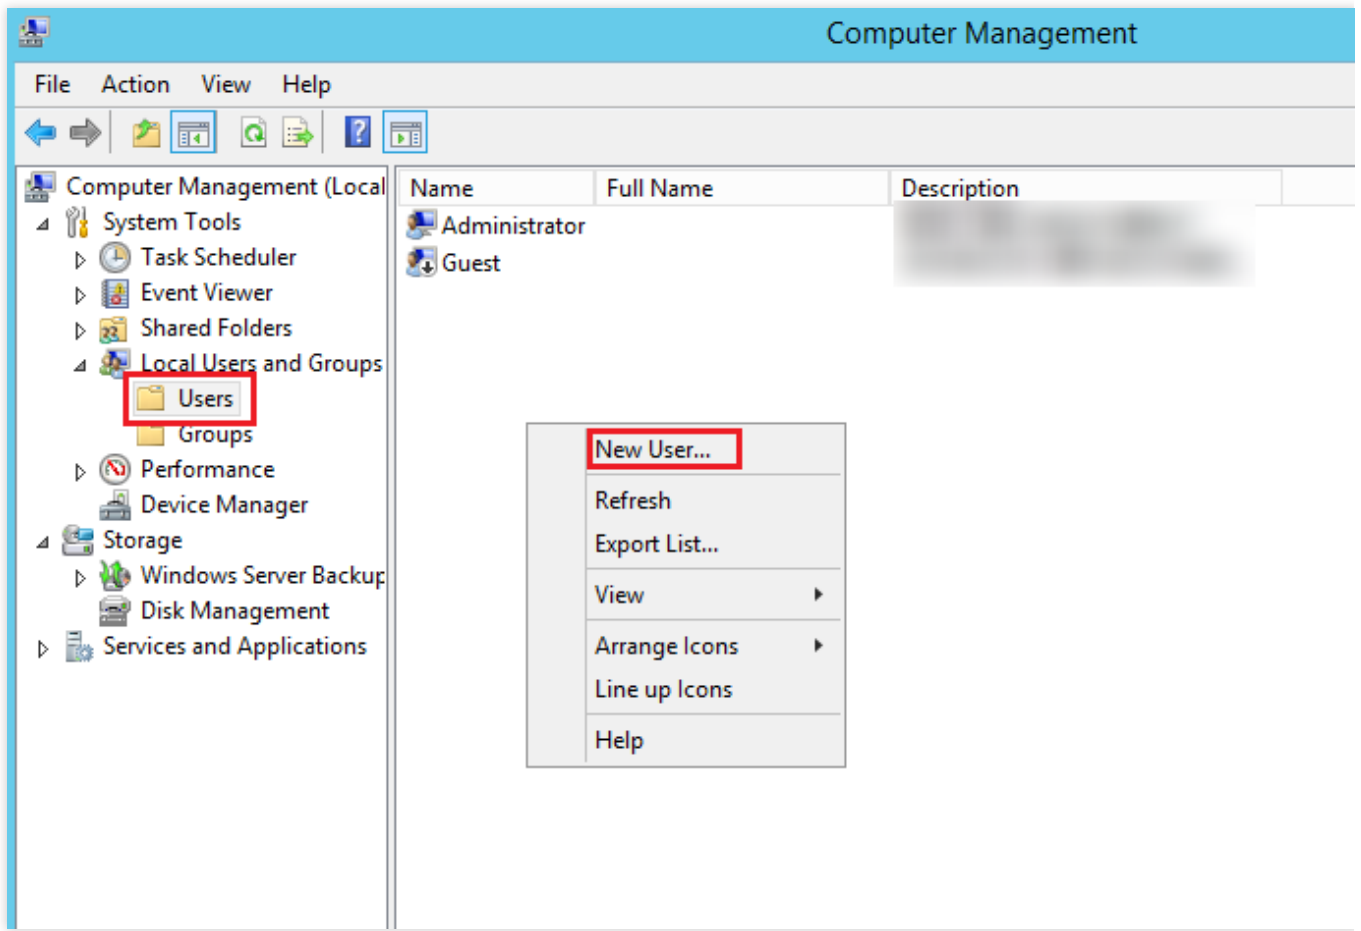 Computer Management
File Action View Help
Computer Management (Local
System Tools
Task Scheduler
Event Viewer
Shared Folders
Local Users and Groups
Users
Groups
Performance
Device Manager
Storage
Windows Server Backup
Disk Management
Services and Applications
Name Full Name Description
Administrator
Guest
New User...
Refresh
Export List...
View
Arrange Icons
Line up Icons
Help